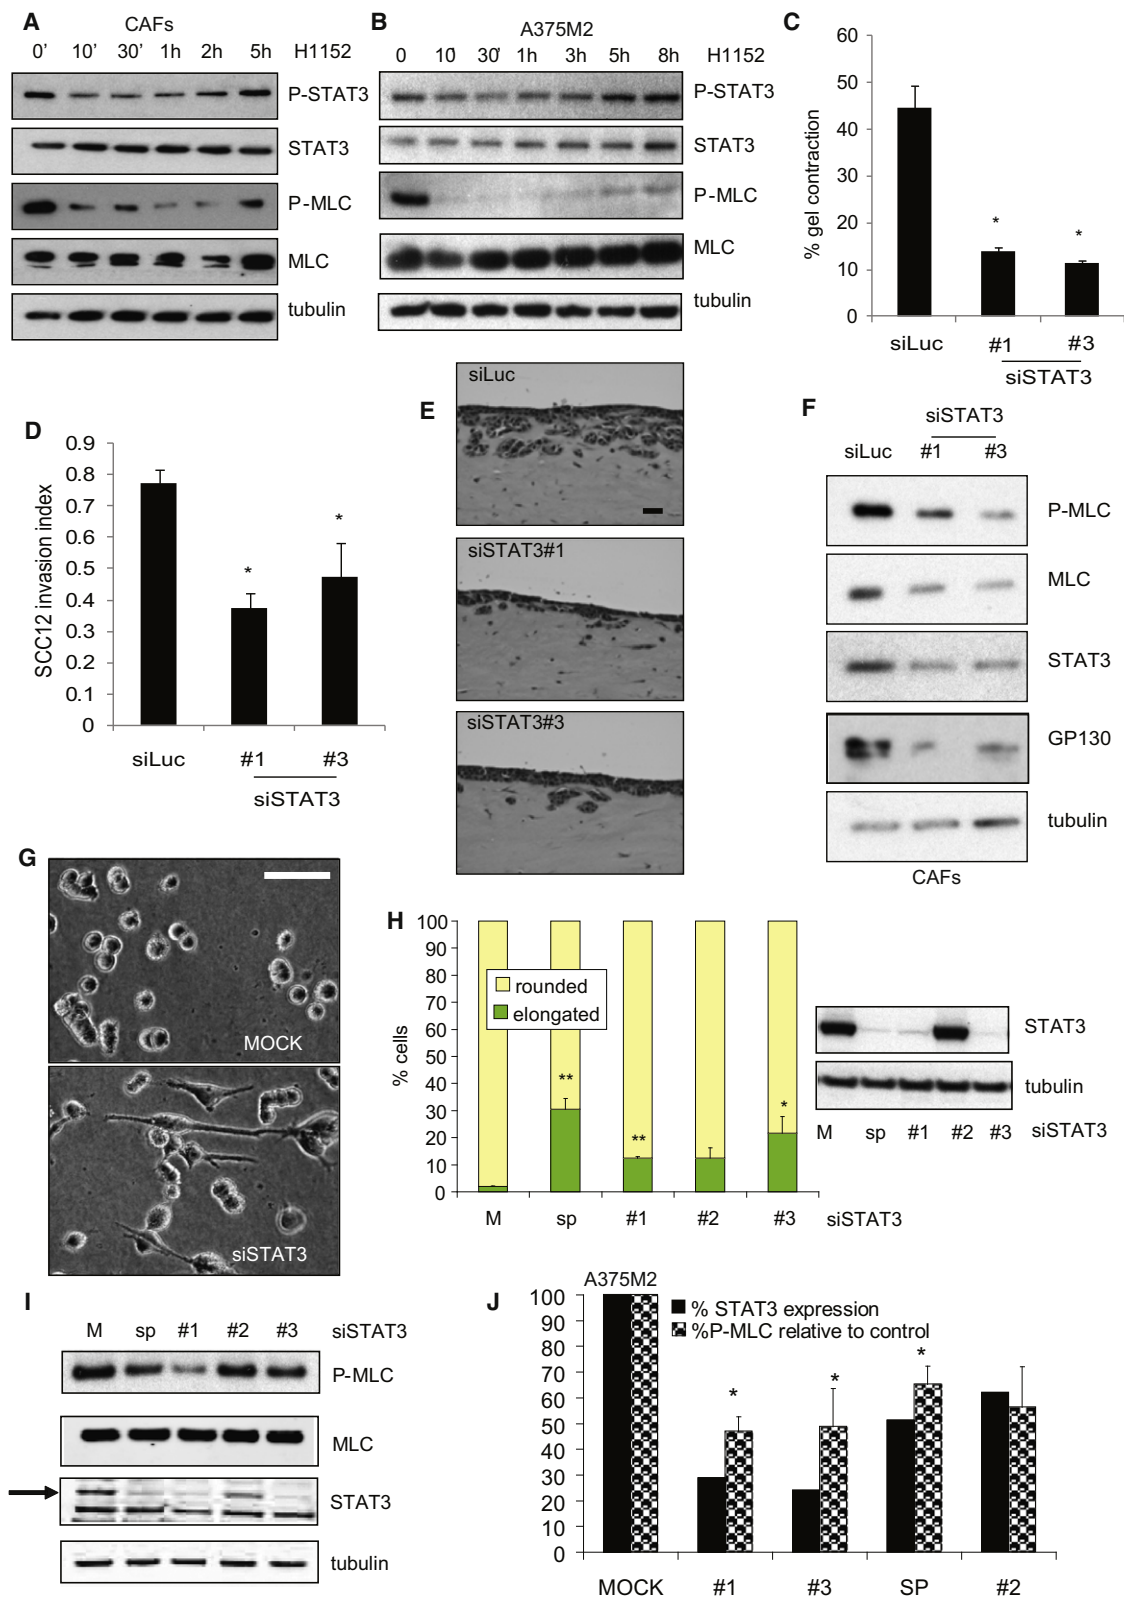 A
CAFs
0' 10' 30' 1h 2h 5h H1152
P-STAT3
STAT3
P-MLC
MLC
tubulin
B
A375M2
0 10 30' 1h 3h 5h 8h H1152
P-STAT3
STAT3
P-MLC
MLC
tubulin
C
% gel contraction
60
50
40
30
20
10
0
* *
siLuc #1 #3
siSTAT3
D
SCC12 invasion index
0.9
0.8
0.7
0.6
0.5
0.4
0.3
0.2
0.1
0
* *
siLuc #1 #3
siSTAT3
E
siLuc
siSTAT3#1
siSTAT3#3
F
siSTAT3
siLuc #1 #3
P-MLC
MLC
STAT3
GP130
tubulin
CAFs
G
MOCK
siSTAT3
H
% cells
100
90
80
70
60
50
40
30
20
10
0
rounded
elongated
** ** *
M sp #1 #2 #3 siSTAT3
STAT3
tubulin
M sp #1 #2 #3 siSTAT3
I
M sp #1 #2 #3 siSTAT3
P-MLC
MLC
STAT3
tubulin
J
A375M2
100
90
80
70
60
50
40
30
20
10
0
% STAT3 expression
%P-MLC relative to control
* * *
MOCK #1 #3 SP #2